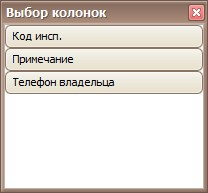 Выбор колонок
Код инсп.
Примечание
Телефон владельца